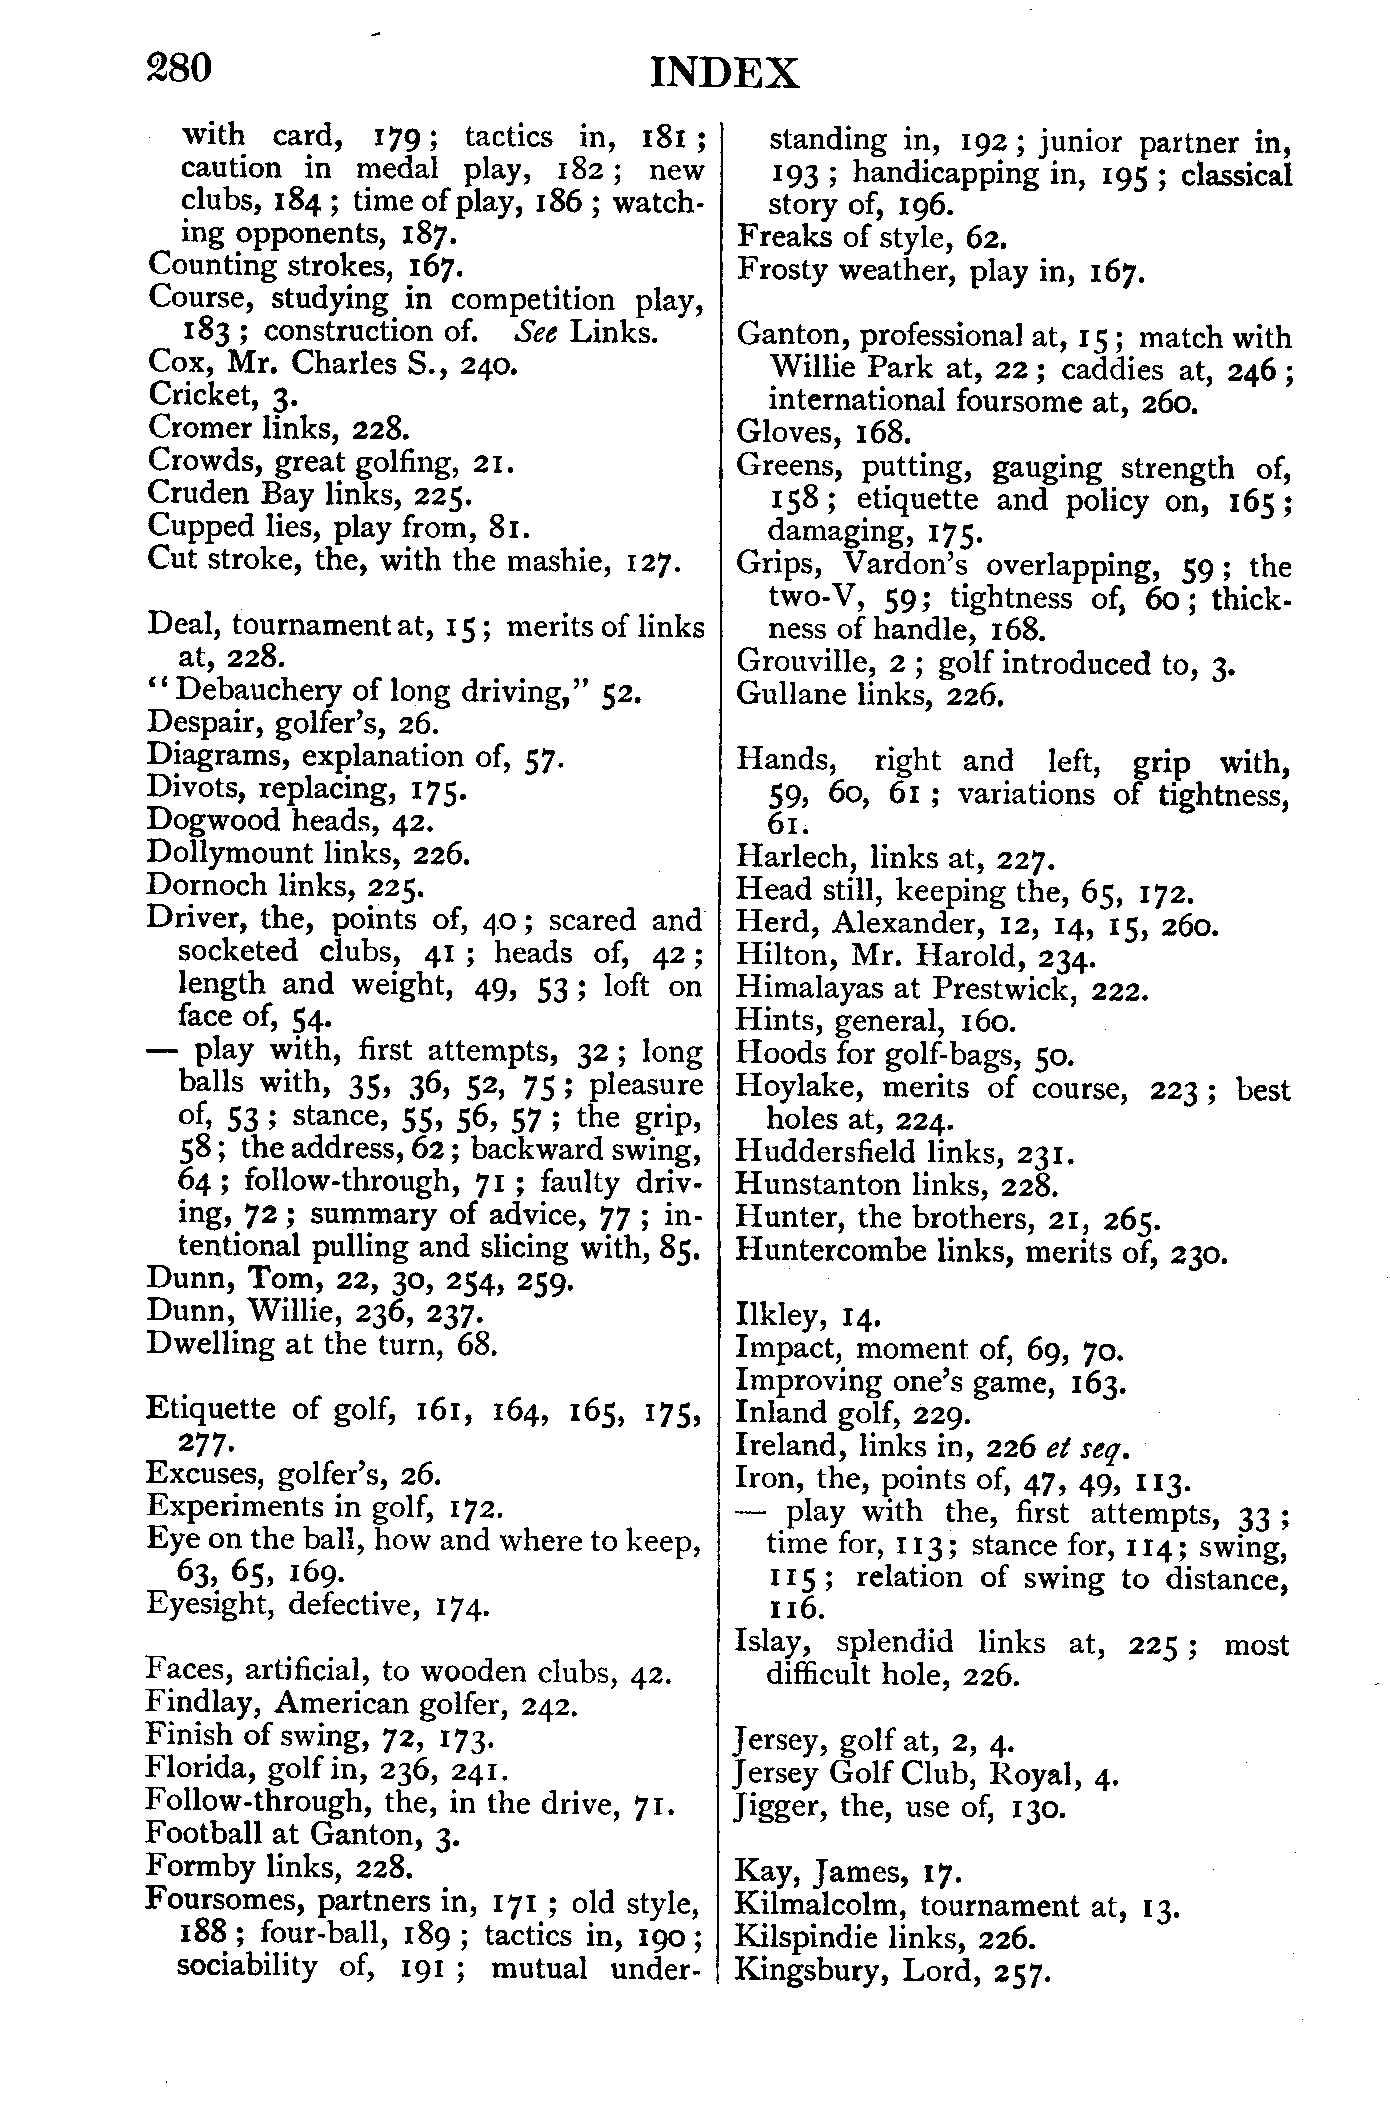 280
INDEX
with card, 179; tactics in, 181;
caution in medal play, 182; new
clubs, 184; time of play, 186; watch-
ing opponents, 187.
Counting strokes, 167.
Course, studying in competition play,
183; construction of. See Links.
Cox, Mr. Charles S., 240.
Cricket, 3.
Cromer links, 228.
Crowds, great golfing, 21.
Cruden Bay links, 225.
Cupped lies, play from, 81.
Cut stroke, the, with the mashie, 127.
Deal, tournament at, 15; merits of links
at, 228.
"Debauchery of long driving," 52.
Despair, golfer's, 26.
Diagrams, explanation of, 57.
Divots, replacing, 175.
Dogwood heads, 42.
Dollymount links, 226.
Dornoch links, 225.
Driver, the, points of, 40; scared and
socketed clubs, 41; heads of, 42;
length and weight, 49, 53; loft on
face of, 54.
— play with, first attempts, 32; long
balls with, 35, 36, 52, 75; pleasure
of, 53; stance, 55, 56, 57; the grip,
58; the address, 62; backward swing,
64; follow-through, 71; faulty driv-
ing, 72; summary of advice, 77; in-
tentional pulling and slicing with, 85.
Dunn, Tom, 22, 30, 254, 259.
Dunn, Willie, 236, 237.
Dwelling at the turn, 68.
Etiquette of golf, 161, 164, 165, 175,
277.
Excuses, golfer's, 26.
Experiments in golf, 172.
Eye on the ball, how and where to keep,
63, 65, 169.
Eyesight, defective, 174.
Faces, artificial, to wooden clubs, 42.
Findlay, American golfer, 242.
Finish of swing, 72, 173.
Florida, golf in, 236, 241.
Follow-through, the, in the drive, 71.
Football at Ganton, 3.
Formby links, 228.
Foursomes, partners in, 171; old style,
188; four-ball, 189; tactics in, 190;
sociability of, 191; mutual under-
standing in, 192; junior partner in,
193; handicapping in, 195; classical
story of, 196.
Freaks of style, 62.
Frosty weather, play in, 167.
Ganton, professional at, 15; match with
Willie Park at, 22; caddies at, 246;
international foursome at, 260.
Gloves, 168.
Greens, putting, gauging strength of,
158; etiquette and policy on, 165;
damaging, 175.
Grips, Vardon's overlapping, 59; the
two-V, 59; tightness of, 60; thick-
ness of handle, 168.
Grouville, 2; golf introduced to, 3.
Gullane links, 226.
Hands, right and left, grip with,
59, 60, 61; variations of tightness,
61.
Harlech, links at, 227.
Head still, keeping the, 65, 172.
Herd, Alexander, 12, 14, 15, 260.
Hilton, Mr. Harold, 234.
Himalayas at Prestwick, 222.
Hints, general, 160.
Hoods for golf-bags, 50.
Hoylake, merits of course, 223; best
holes at, 224.
Huddersfield links, 231.
Hunstanton links, 228.
Hunter, the brothers, 21, 265.
Huntercombe links, merits of, 230.
Ilkley, 14.
Impact, moment of, 69, 70.
Improving one's game, 163.
Inland golf, 229.
Ireland, links in, 226 et seq.
Iron, the, points of, 47, 49, 113.
— play with the, first attempts, 33;
time for, 113; stance for, 114; swing,
115; relation of swing to distance,
116.
Islay, splendid links at, 225; most
difficult hole, 226.
Jersey, golf at, 2, 4.
Jersey Golf Club, Royal, 4.
Jigger, the, use of, 130.
Kay, James, 17.
Kilmalcolm, tournament at, 13.
Kilspindie links, 226.
Kingsbury, Lord, 257.